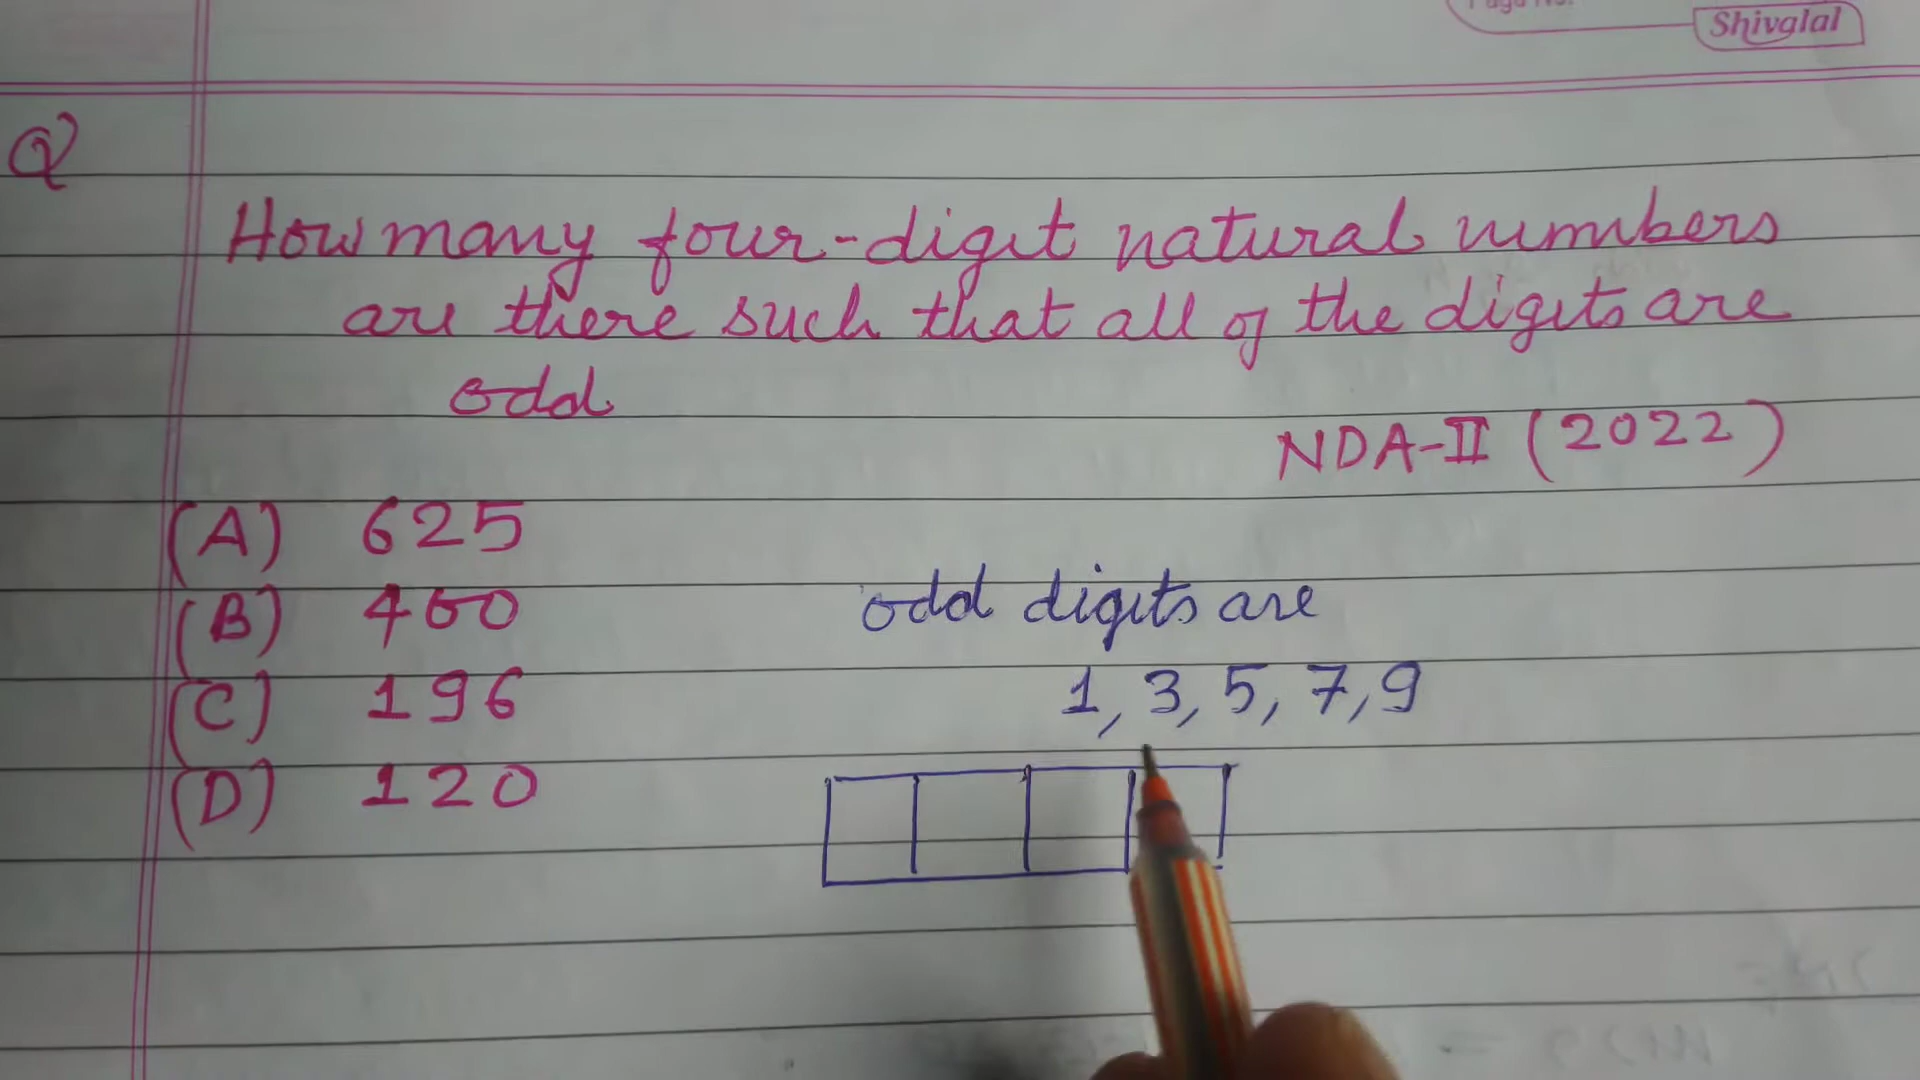 Shivalal
Q
How many four-digit natural numbers
are there such that all of the digits are
odd
NDA-II (2022)
(A) 625
(B) 400
(C) 196
(D) 120
odd digits are
1, 3, 5, 7, 9